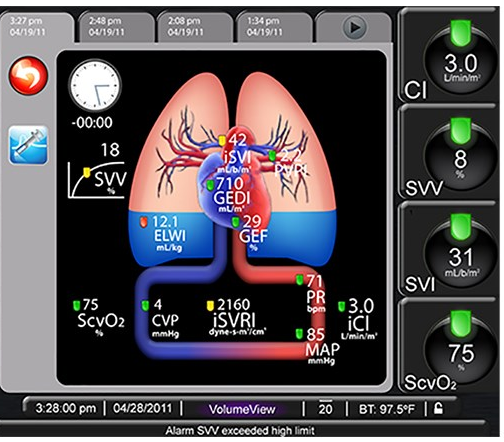 3:27 pm
04/19/11
2:48 pm
04/19/11
2:08 pm
04/19/11
1:34 pm
04/19/11
-00:00
18
SVV
%
42
iSVI
mL/b/m²
2.2
PVPI
710
GEDI
mL/m²
12.1
ELWI
mL/kg
29
GEF
%
75
ScvO₂
%
4
CVP
mmHg
2160
iSVRI
dyne-s-m²/cm⁵
71
PR
bpm
85
MAP
mmHg
3.0
iCI
L/min/m²
3.0
L/min/m²
CI
8
%
SVV
31
mL/b/m²
SVI
75
%
ScvO₂
3:28:00 pm | 04/28/2011 | VolumeView | 20 | BT: 97.5°F
Alarm SVV exceeded high limit